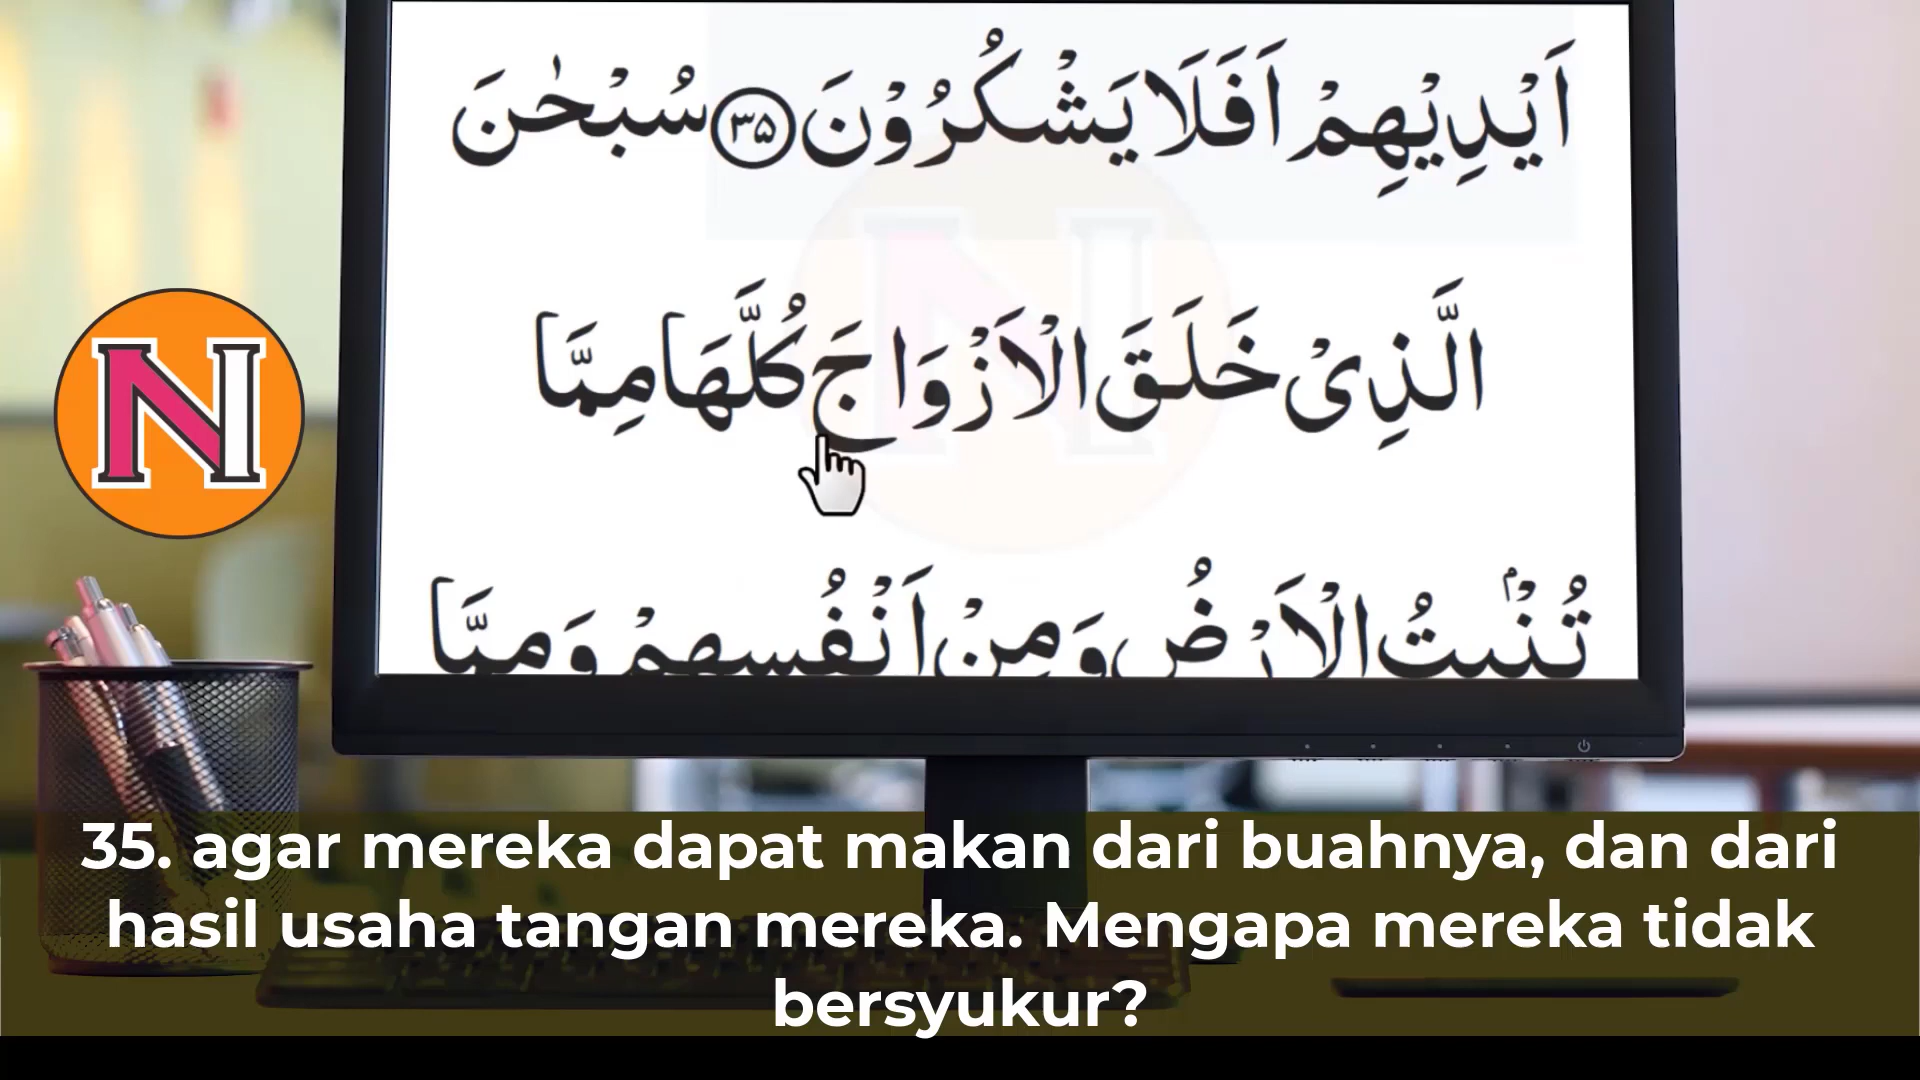 اَيْدِيْهِمْ اَفَلَا يَشْكُرُوْنَ ۝٣٥ سُبْحٰنَ
الَّذِيْ خَلَقَ الْاَزْوَاجَ كُلَّهَا مِمَّا
تُنْۢبِتُ الْاَرْضُ وَمِنْ اَنْفُسِهِمْ وَمِمَّا
N
35. agar mereka dapat makan dari buahnya, dan dari
hasil usaha tangan mereka. Mengapa mereka tidak
bersyukur?